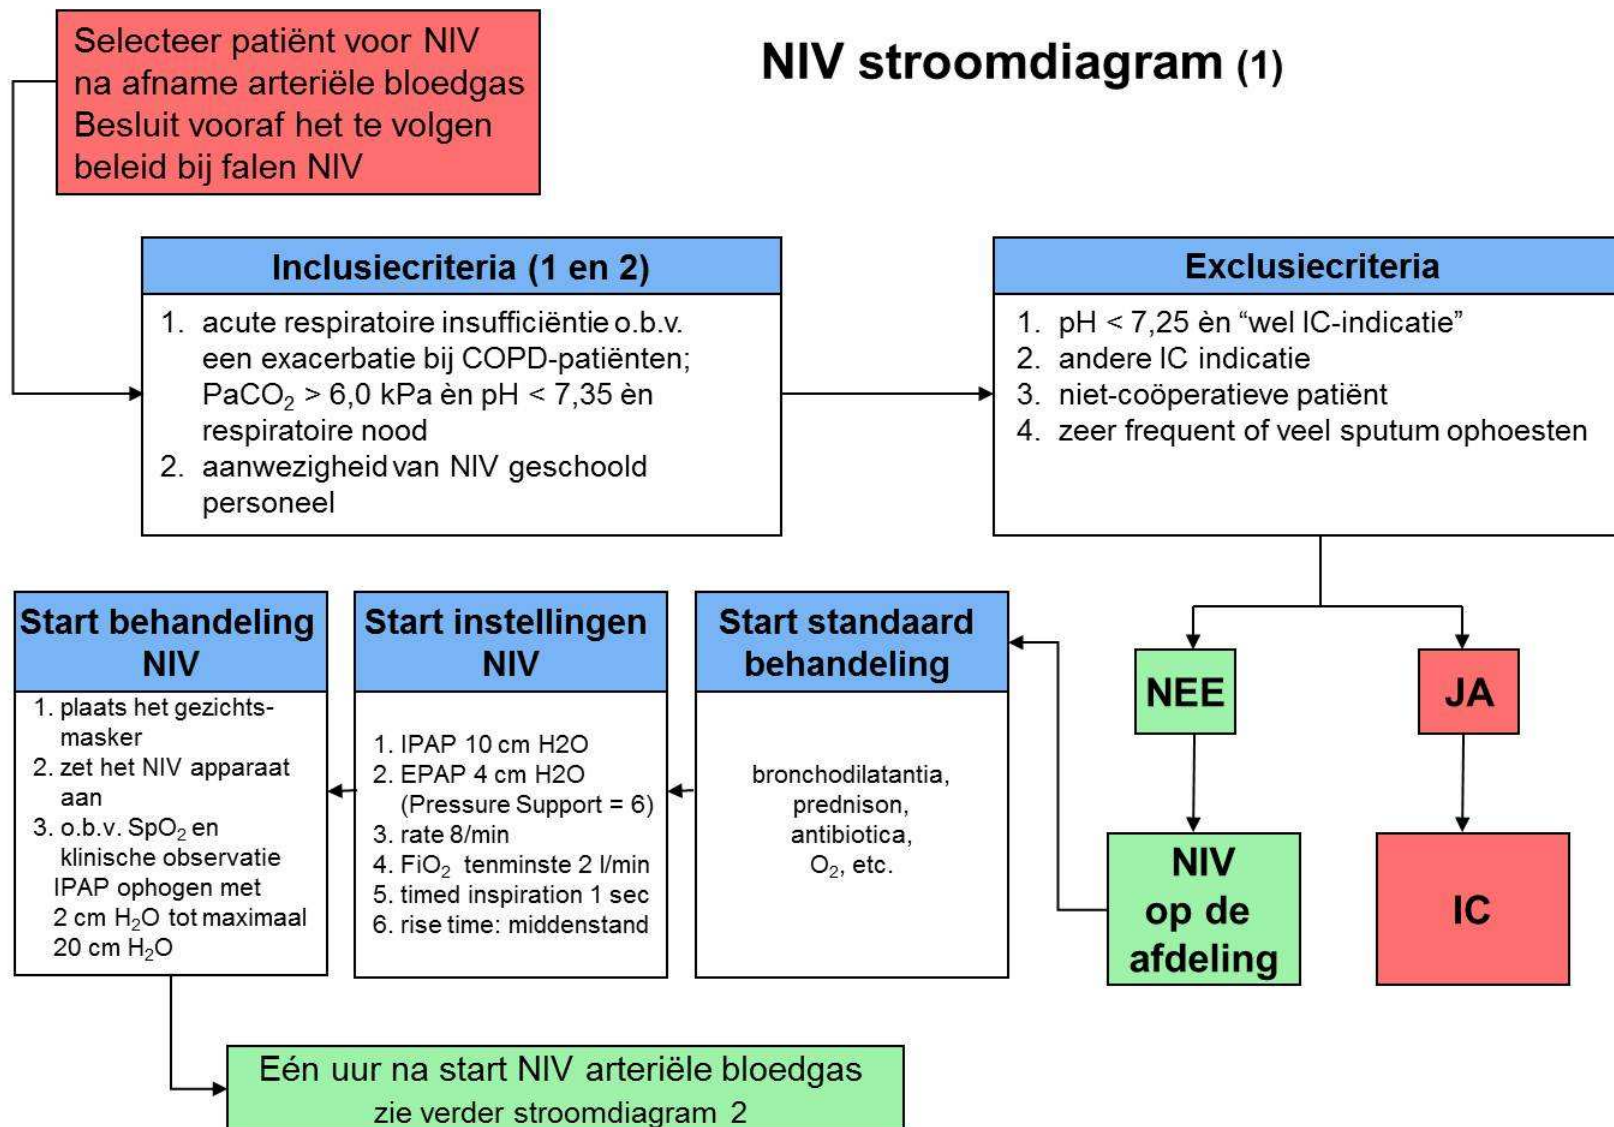 NIV stroomdiagram (1)
Selecteer patiënt voor NIV
na afname arteriële bloedgas
Besluit vooraf het te volgen
beleid bij falen NIV
Inclusiecriteria (1 en 2)
1. acute respiratoire insufficiëntie o.b.v.
een exacerbatie bij COPD-patiënten;
PaCO₂ > 6,0 kPa èn pH < 7,35 èn
respiratoire nood
2. aanwezigheid van NIV geschoold
personeel
Exclusiecriteria
1. pH < 7,25 èn “wel IC-indicatie”
2. andere IC indicatie
3. niet-coöperatieve patiënt
4. zeer frequent of veel sputum ophoesten
NEE
JA
NIV
op de
afdeling
IC
Start standaard
behandeling
bronchodilatantia,
prednison,
antibiotica,
O₂, etc.
Start instellingen
NIV
1. IPAP 10 cm H2O
2. EPAP 4 cm H2O
(Pressure Support = 6)
3. rate 8/min
4. FiO₂ tenminste 2 l/min
5. timed inspiration 1 sec
6. rise time: middenstand
Start behandeling
NIV
1. plaats het gezichts-
masker
2. zet het NIV apparaat
aan
3. o.b.v. SpO₂ en
klinische observatie
IPAP ophogen met
2 cm H₂O tot maximaal
20 cm H₂O
Eén uur na start NIV arteriële bloedgas
zie verder stroomdiagram 2